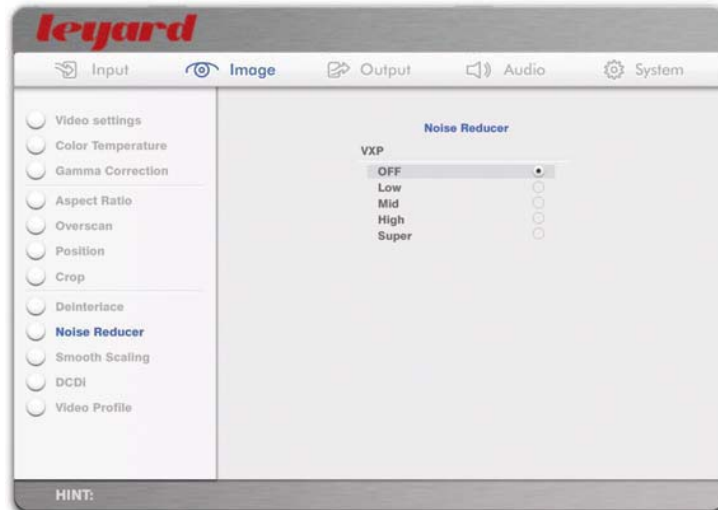 leyard
Input Image Output Audio System
Video settings
Color Temperature
Gamma Correction
Aspect Ratio
Overscan
Position
Crop
Deinterlace
Noise Reducer
Smooth Scaling
DCDi
Video Profile
Noise Reducer
VXP
OFF
Low
Mid
High
Super
HINT: